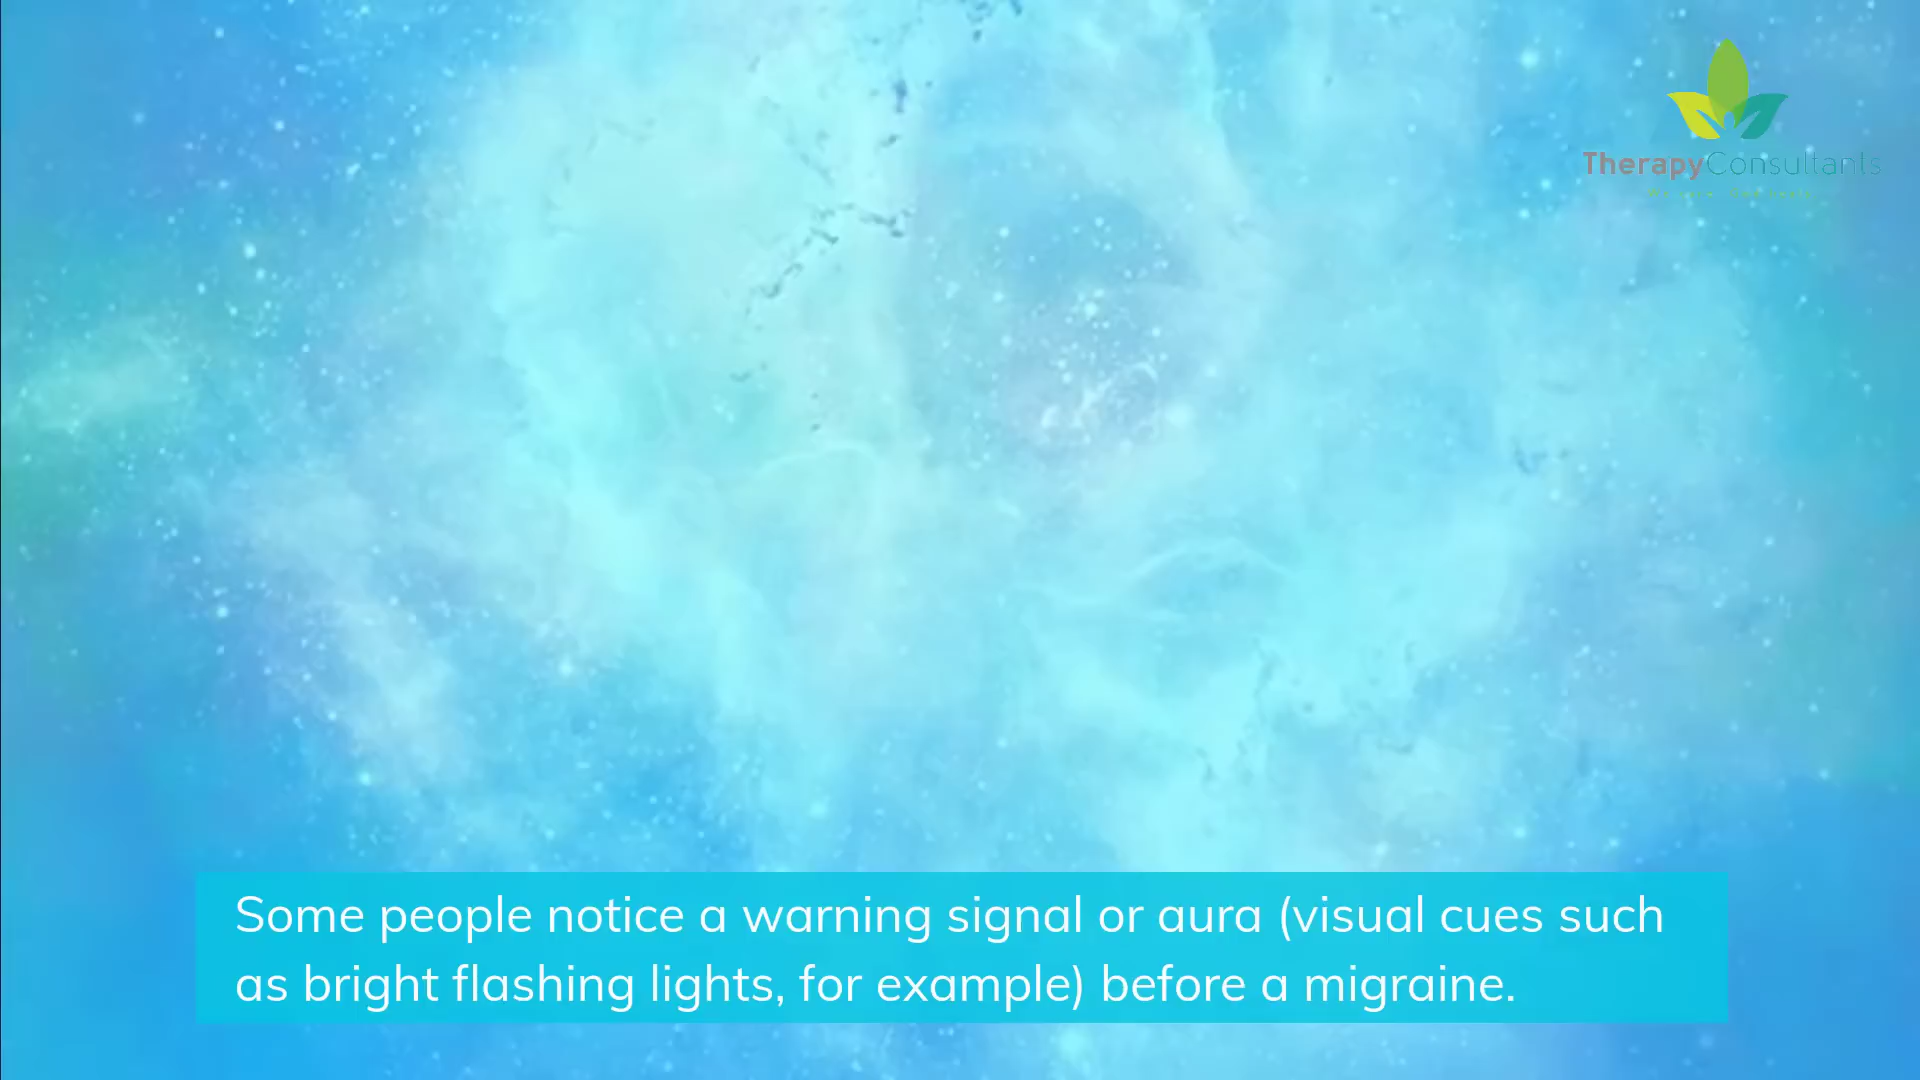 TherapyConsultants
Some people notice a warning signal or aura (visual cues such
as bright flashing lights, for example) before a migraine.